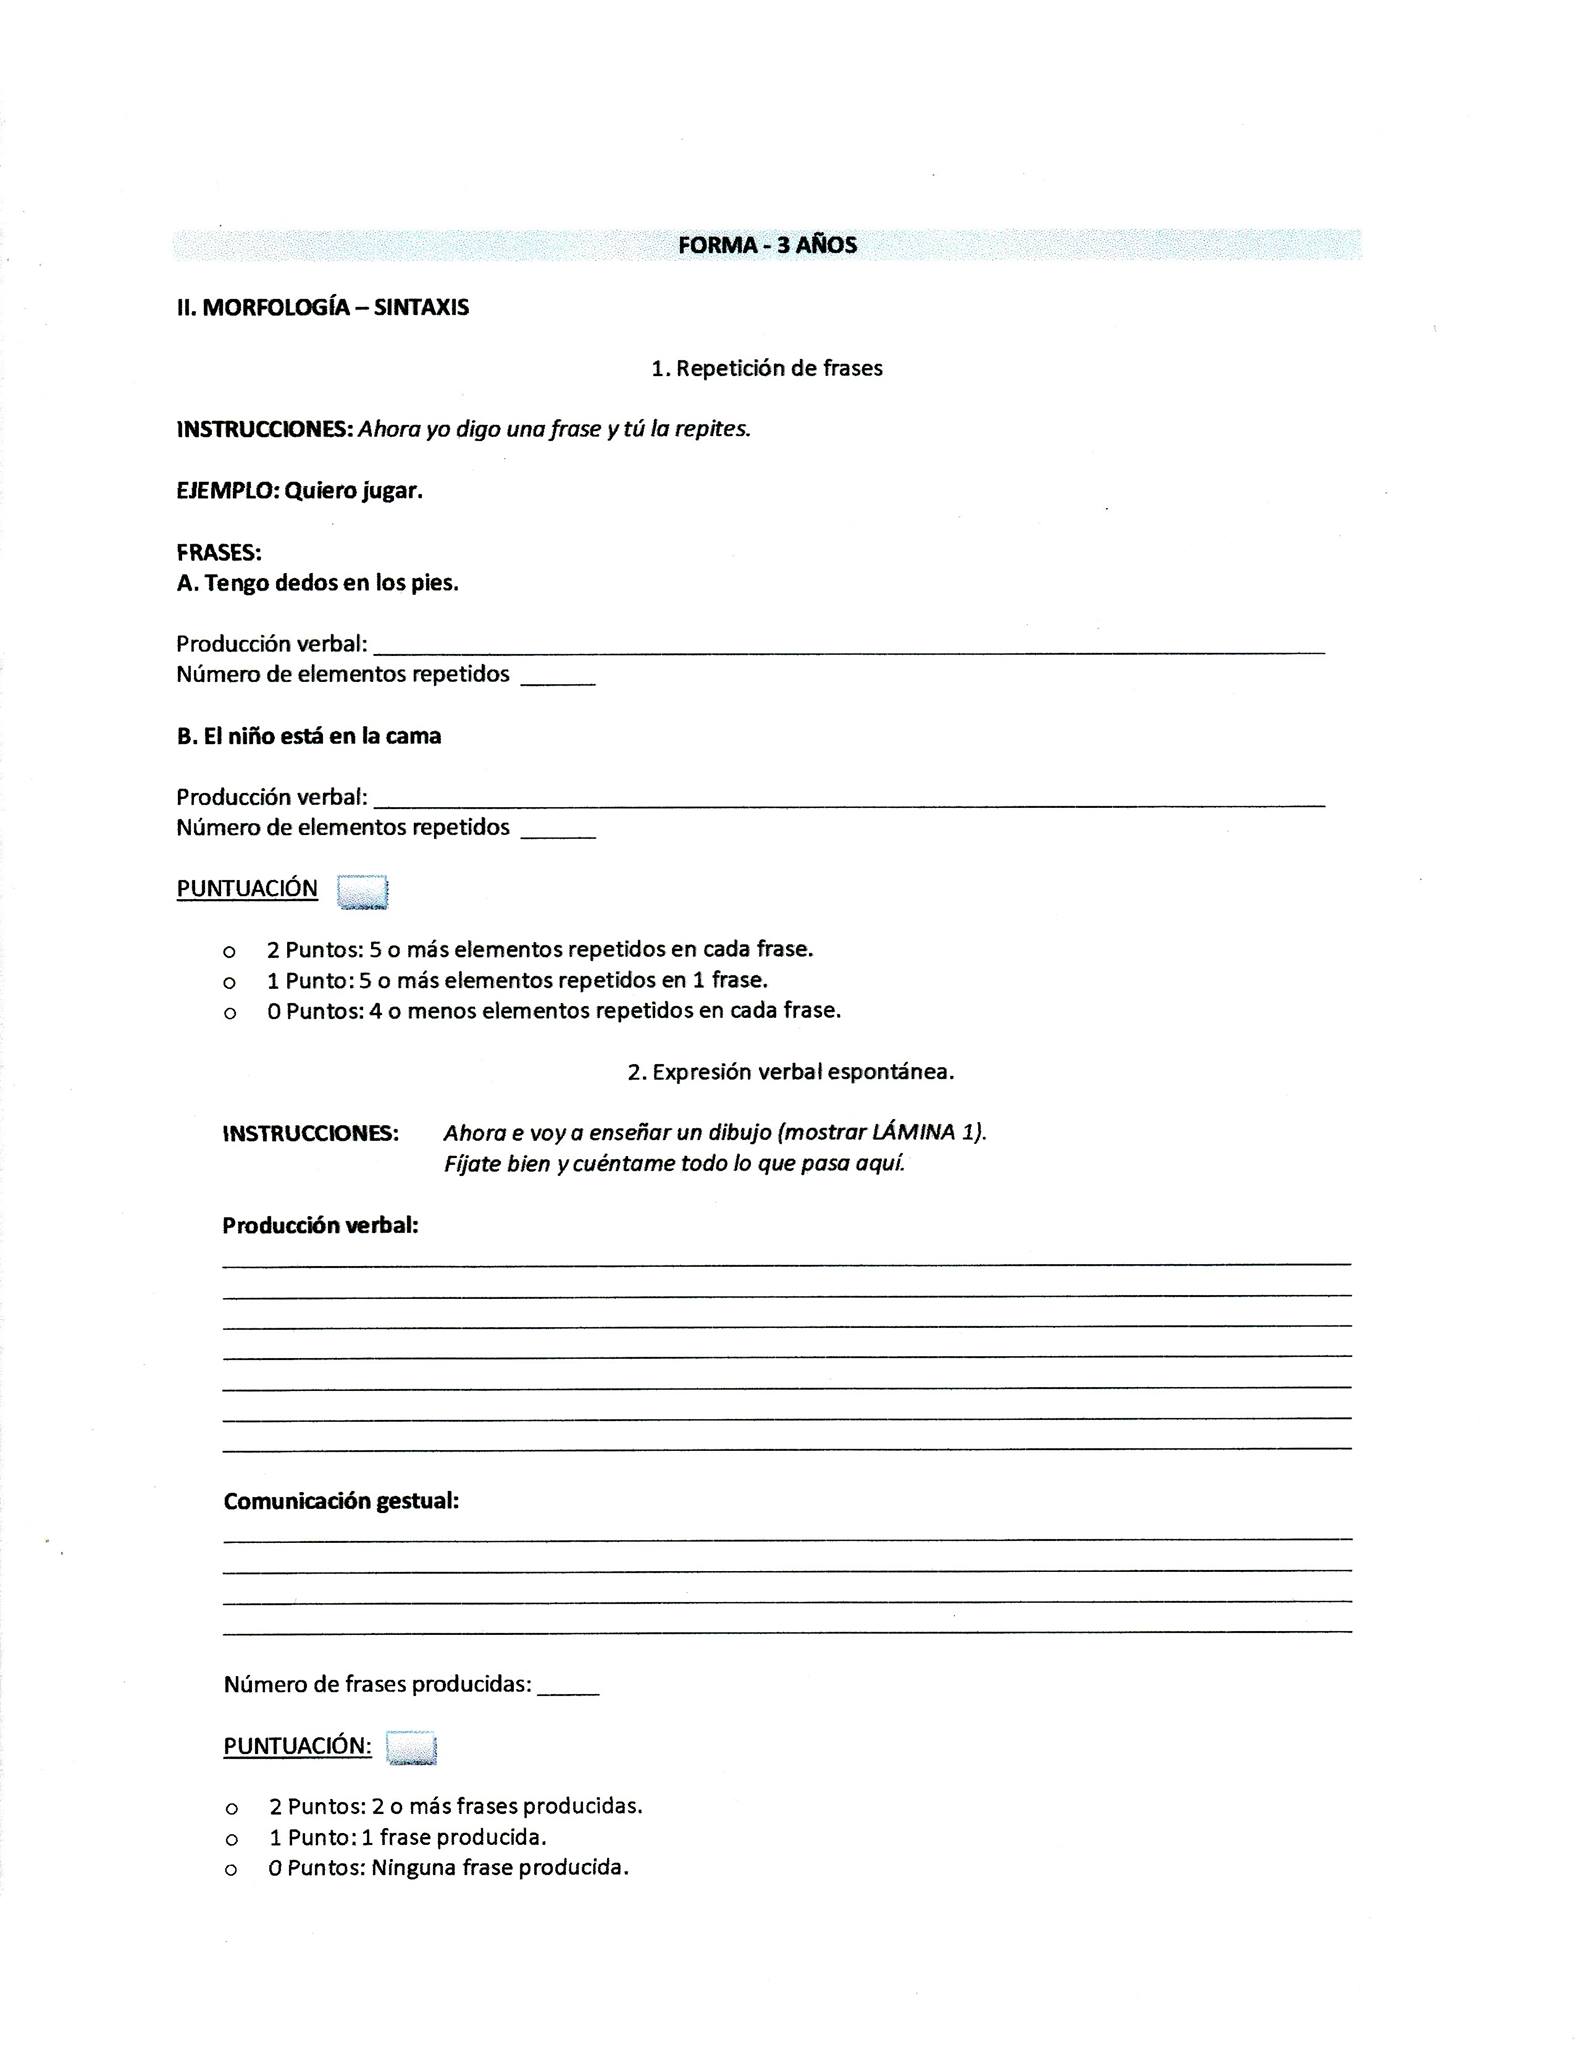 FORMA - 3 AÑOS
II. MORFOLOGÍA – SINTAXIS
1. Repetición de frases
INSTRUCCIONES: Ahora yo digo una frase y tú la repites.
EJEMPLO: Quiero jugar.
FRASES:
A. Tengo dedos en los pies.
Producción verbal: ______
Número de elementos repetidos ______
B. El niño está en la cama
Producción verbal: ______
Número de elementos repetidos ______
PUNTUACIÓN
o 2 Puntos: 5 o más elementos repetidos en cada frase.
o 1 Punto: 5 o más elementos repetidos en 1 frase.
o 0 Puntos: 4 o menos elementos repetidos en cada frase.
2. Expresión verbal espontánea.
INSTRUCCIONES: Ahora e voy a enseñar un dibujo (mostrar LÁMINA 1).
Fíjate bien y cuéntame todo lo que pasa aquí.
Producción verbal:
Comunicación gestual:
Número de frases producidas: _____
PUNTUACIÓN:
o 2 Puntos: 2 o más frases producidas.
o 1 Punto: 1 frase producida.
o 0 Puntos: Ninguna frase producida.